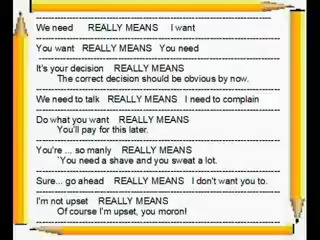 We need REALLY MEANS I want
You want REALLY MEANS You need
It's your decision REALLY MEANS
The correct decision should be obvious by now.
We need to talk REALLY MEANS I need to complain
Do what you want REALLY MEANS
You'll pay for this later.
You're ... so manly REALLY MEANS
`You need a shave and you sweat a lot.
Sure... go ahead REALLY MEANS I don't want you to.
I'm not upset REALLY MEANS
Of course I'm upset, you moron!